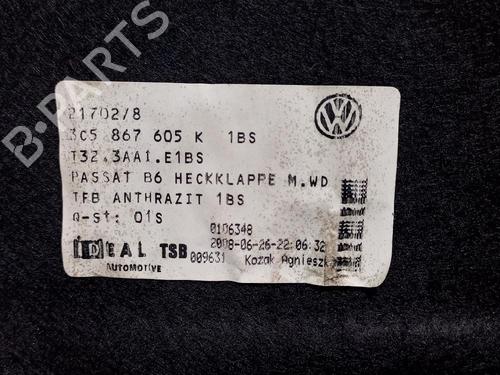 217D2/8
3C5 867 605 K 1BS
T32.3AA1.E1BS
PASSAT B6 HECKKLAPPE M.WD
TFB ANTHRAZIT 1BS
Q-st: 01S
0106348
2008-06-26-22:06:32
IDEAL TSB
009631 Kozak Agnieszk
AUTOMOTIVE
B-PARTS